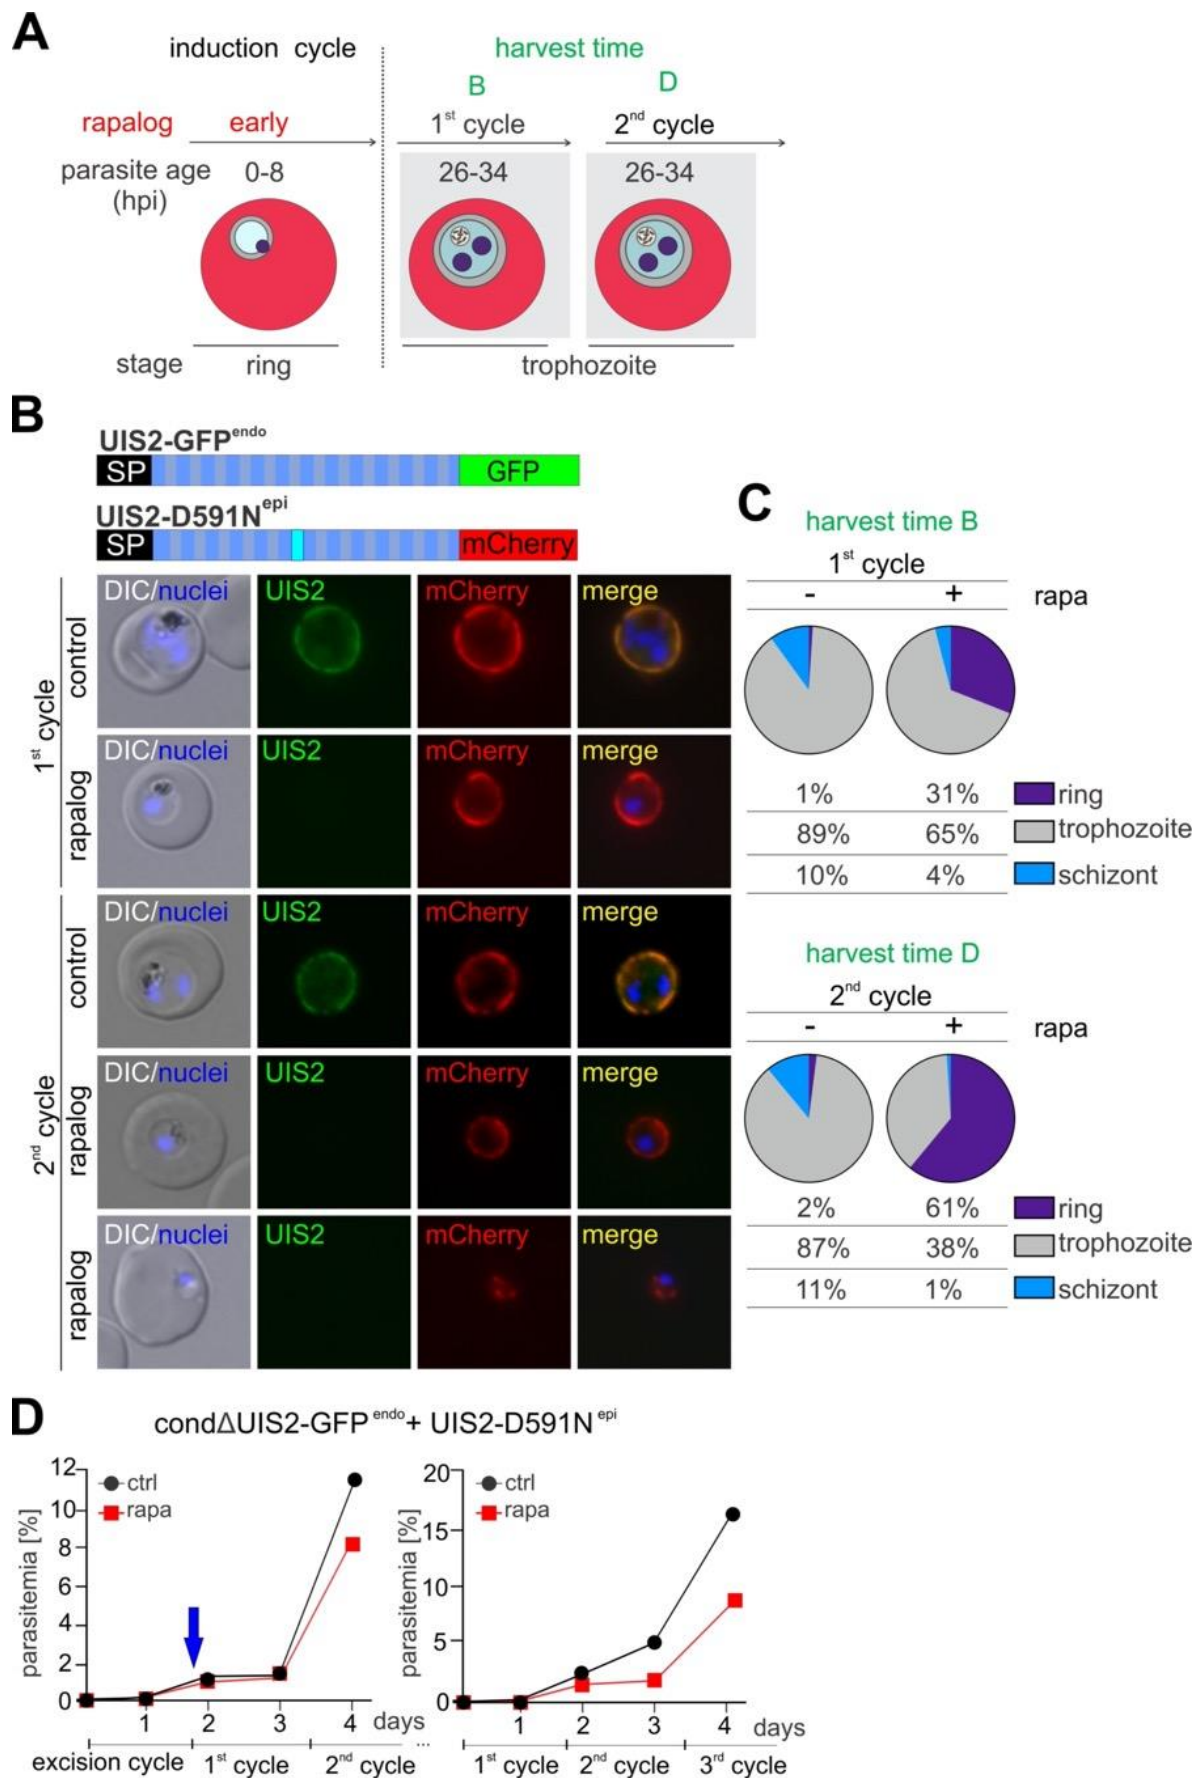 A
induction cycle
harvest time
B
D
rapalog
early
1st cycle
2nd cycle
parasite age
(hpi)
0-8
26-34
26-34
stage
ring
trophozoite
B
UIS2-GFPendo
SP
GFP
UIS2-D591Nepi
SP
mCherry
1st cycle
control
DIC/nuclei
UIS2
mCherry
merge
rapalog
DIC/nuclei
UIS2
mCherry
merge
2nd cycle
control
DIC/nuclei
UIS2
mCherry
merge
rapalog
DIC/nuclei
UIS2
mCherry
merge
rapalog
DIC/nuclei
UIS2
mCherry
merge
C
harvest time B
1st cycle
- + rapa
1% 31% ring
89% 65% trophozoite
10% 4% schizont
harvest time D
2nd cycle
- + rapa
2% 61% ring
87% 38% trophozoite
11% 1% schizont
D
cond∆UIS2-GFPendo+ UIS2-D591Nepi
parasitemia [%]
12
10
8
6
4
2
0
ctrl
rapa
1 2 3 4 days
excision cycle 1st cycle 2nd cycle ...
parasitemia [%]
20
15
10
5
0
ctrl
rapa
1 2 3 4 days
1st cycle 2nd cycle 3rd cycle